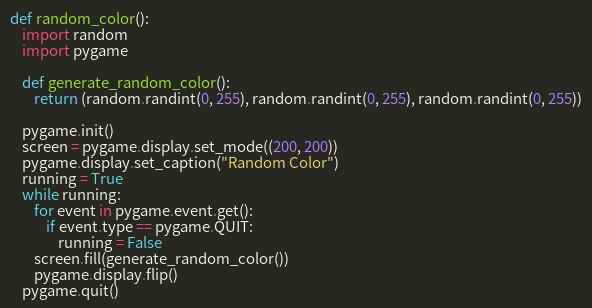 def random_color():
    import random
    import pygame

    def generate_random_color():
        return (random.randint(0, 255), random.randint(0, 255), random.randint(0, 255))

    pygame.init()
    screen = pygame.display.set_mode((200, 200))
    pygame.display.set_caption("Random Color")
    running = True
    while running:
        for event in pygame.event.get():
            if event.type == pygame.QUIT:
                running = False
        screen.fill(generate_random_color())
        pygame.display.flip()
    pygame.quit()